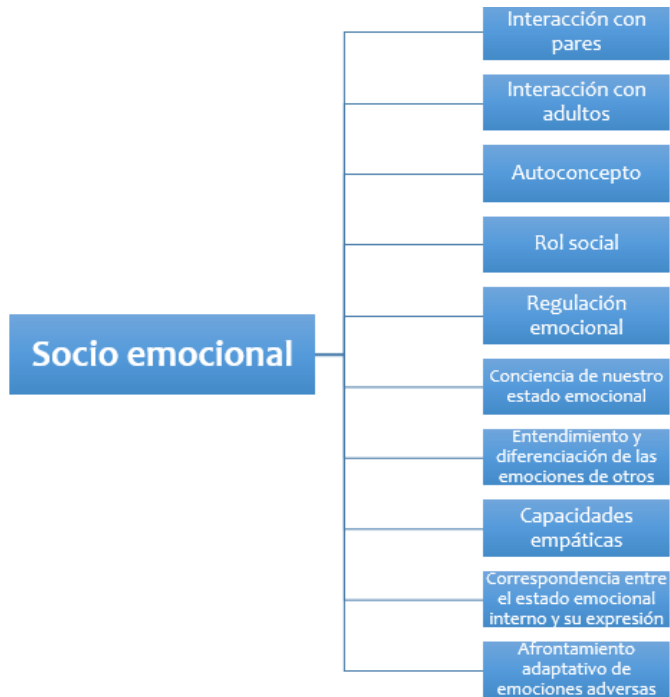 Interacción con
pares
Interacción con
adultos
Autoconcepto
Rol social
Regulación
emocional
Socio emocional
Conciencia de nuestro
estado emocional
Entendimiento y
diferenciación de las
emociones de otros
Capacidades
empáticas
Correspondencia entre
el estado emocional
interno y su expresión
Afrontamiento
adaptativo de
emociones adversas